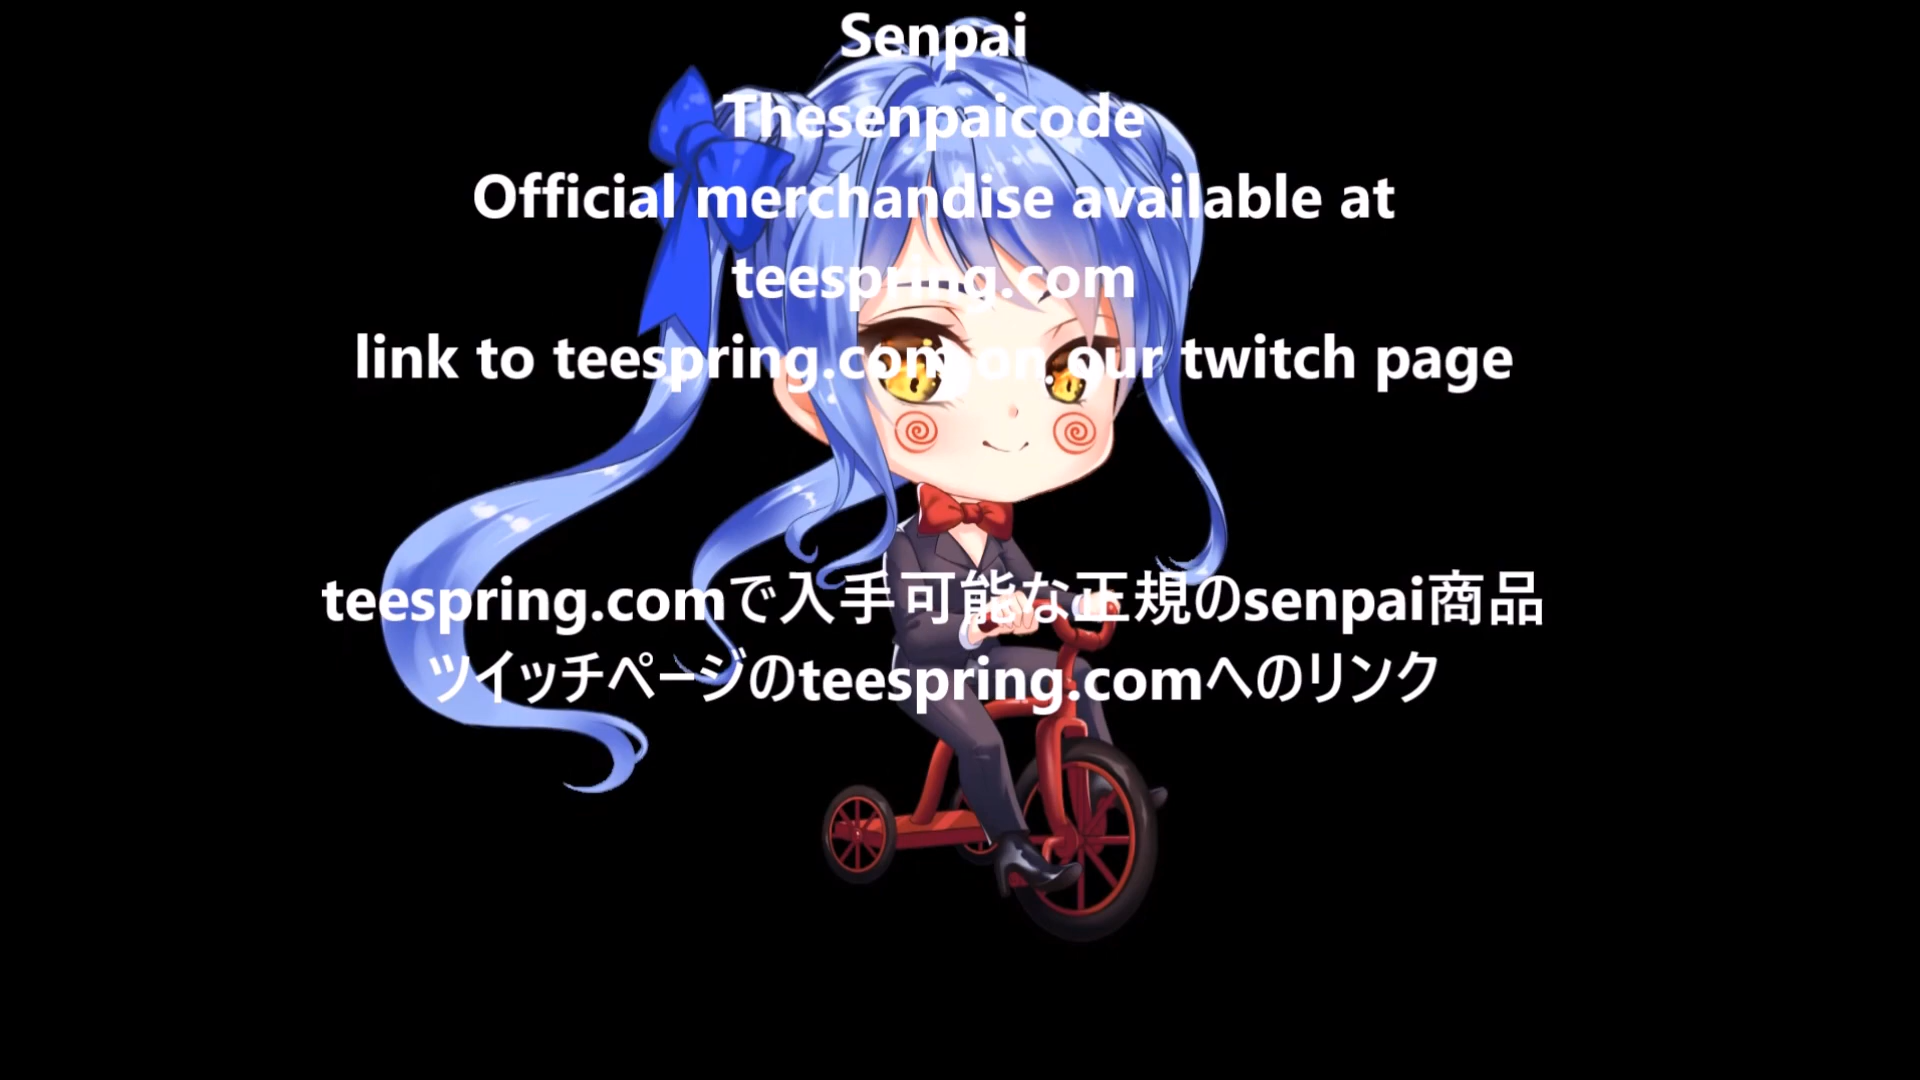 Senpai
Thesenpaicode
Official merchandise available at
teespring.com
link to teespring.com on our twitch page
teespring.comで入手可能な正規のsenpai商品
ツイッチページのteespring.comへのリンク